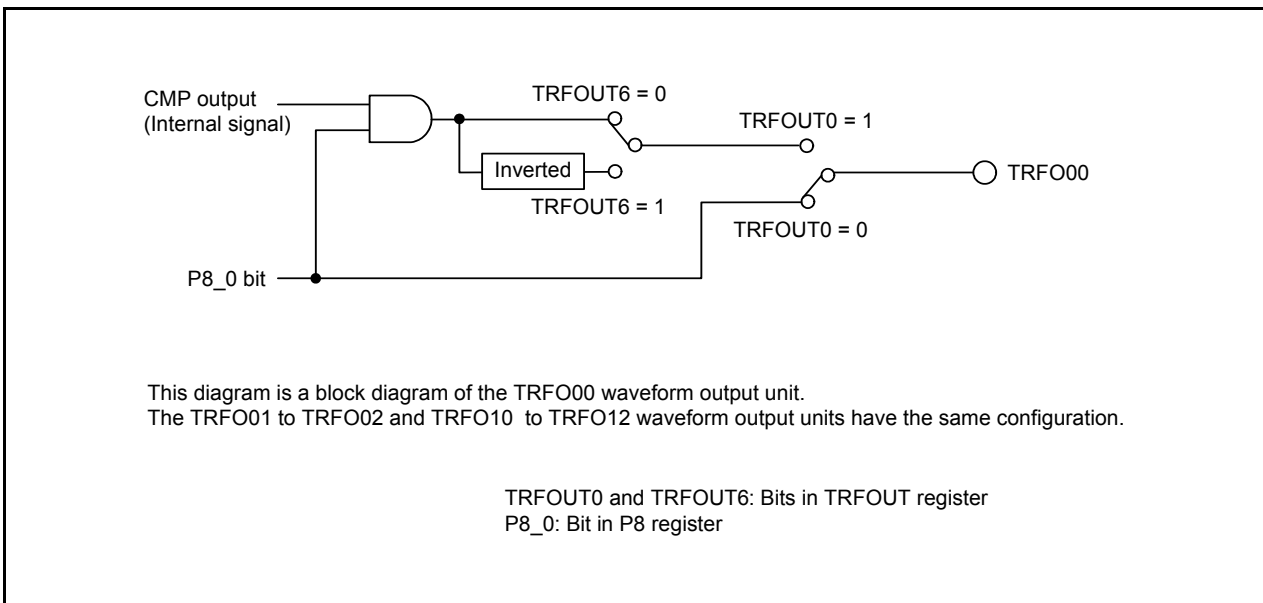 CMP output
(Internal signal)
TRFOUT6 = 0
TRFOUT0 = 1
Inverted
TRFO00
TRFOUT6 = 1
TRFOUT0 = 0
P8_0 bit
This diagram is a block diagram of the TRFO00 waveform output unit.
The TRFO01 to TRFO02 and TRFO10  to TRFO12 waveform output units have the same configuration.
TRFOUT0 and TRFOUT6: Bits in TRFOUT register
P8_0: Bit in P8 register